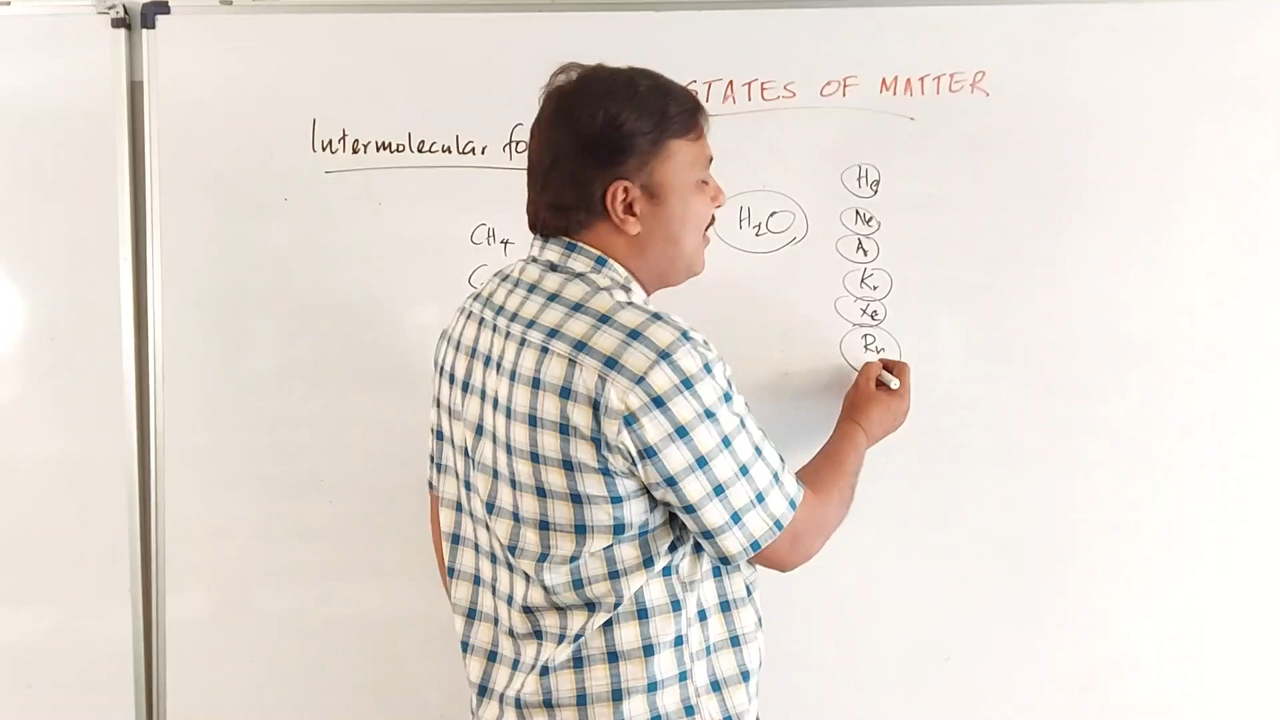 STATES OF MATTER
Intermolecular fo
CH4
C
H2O
He
Ne
A
Kr
Xe
Rn